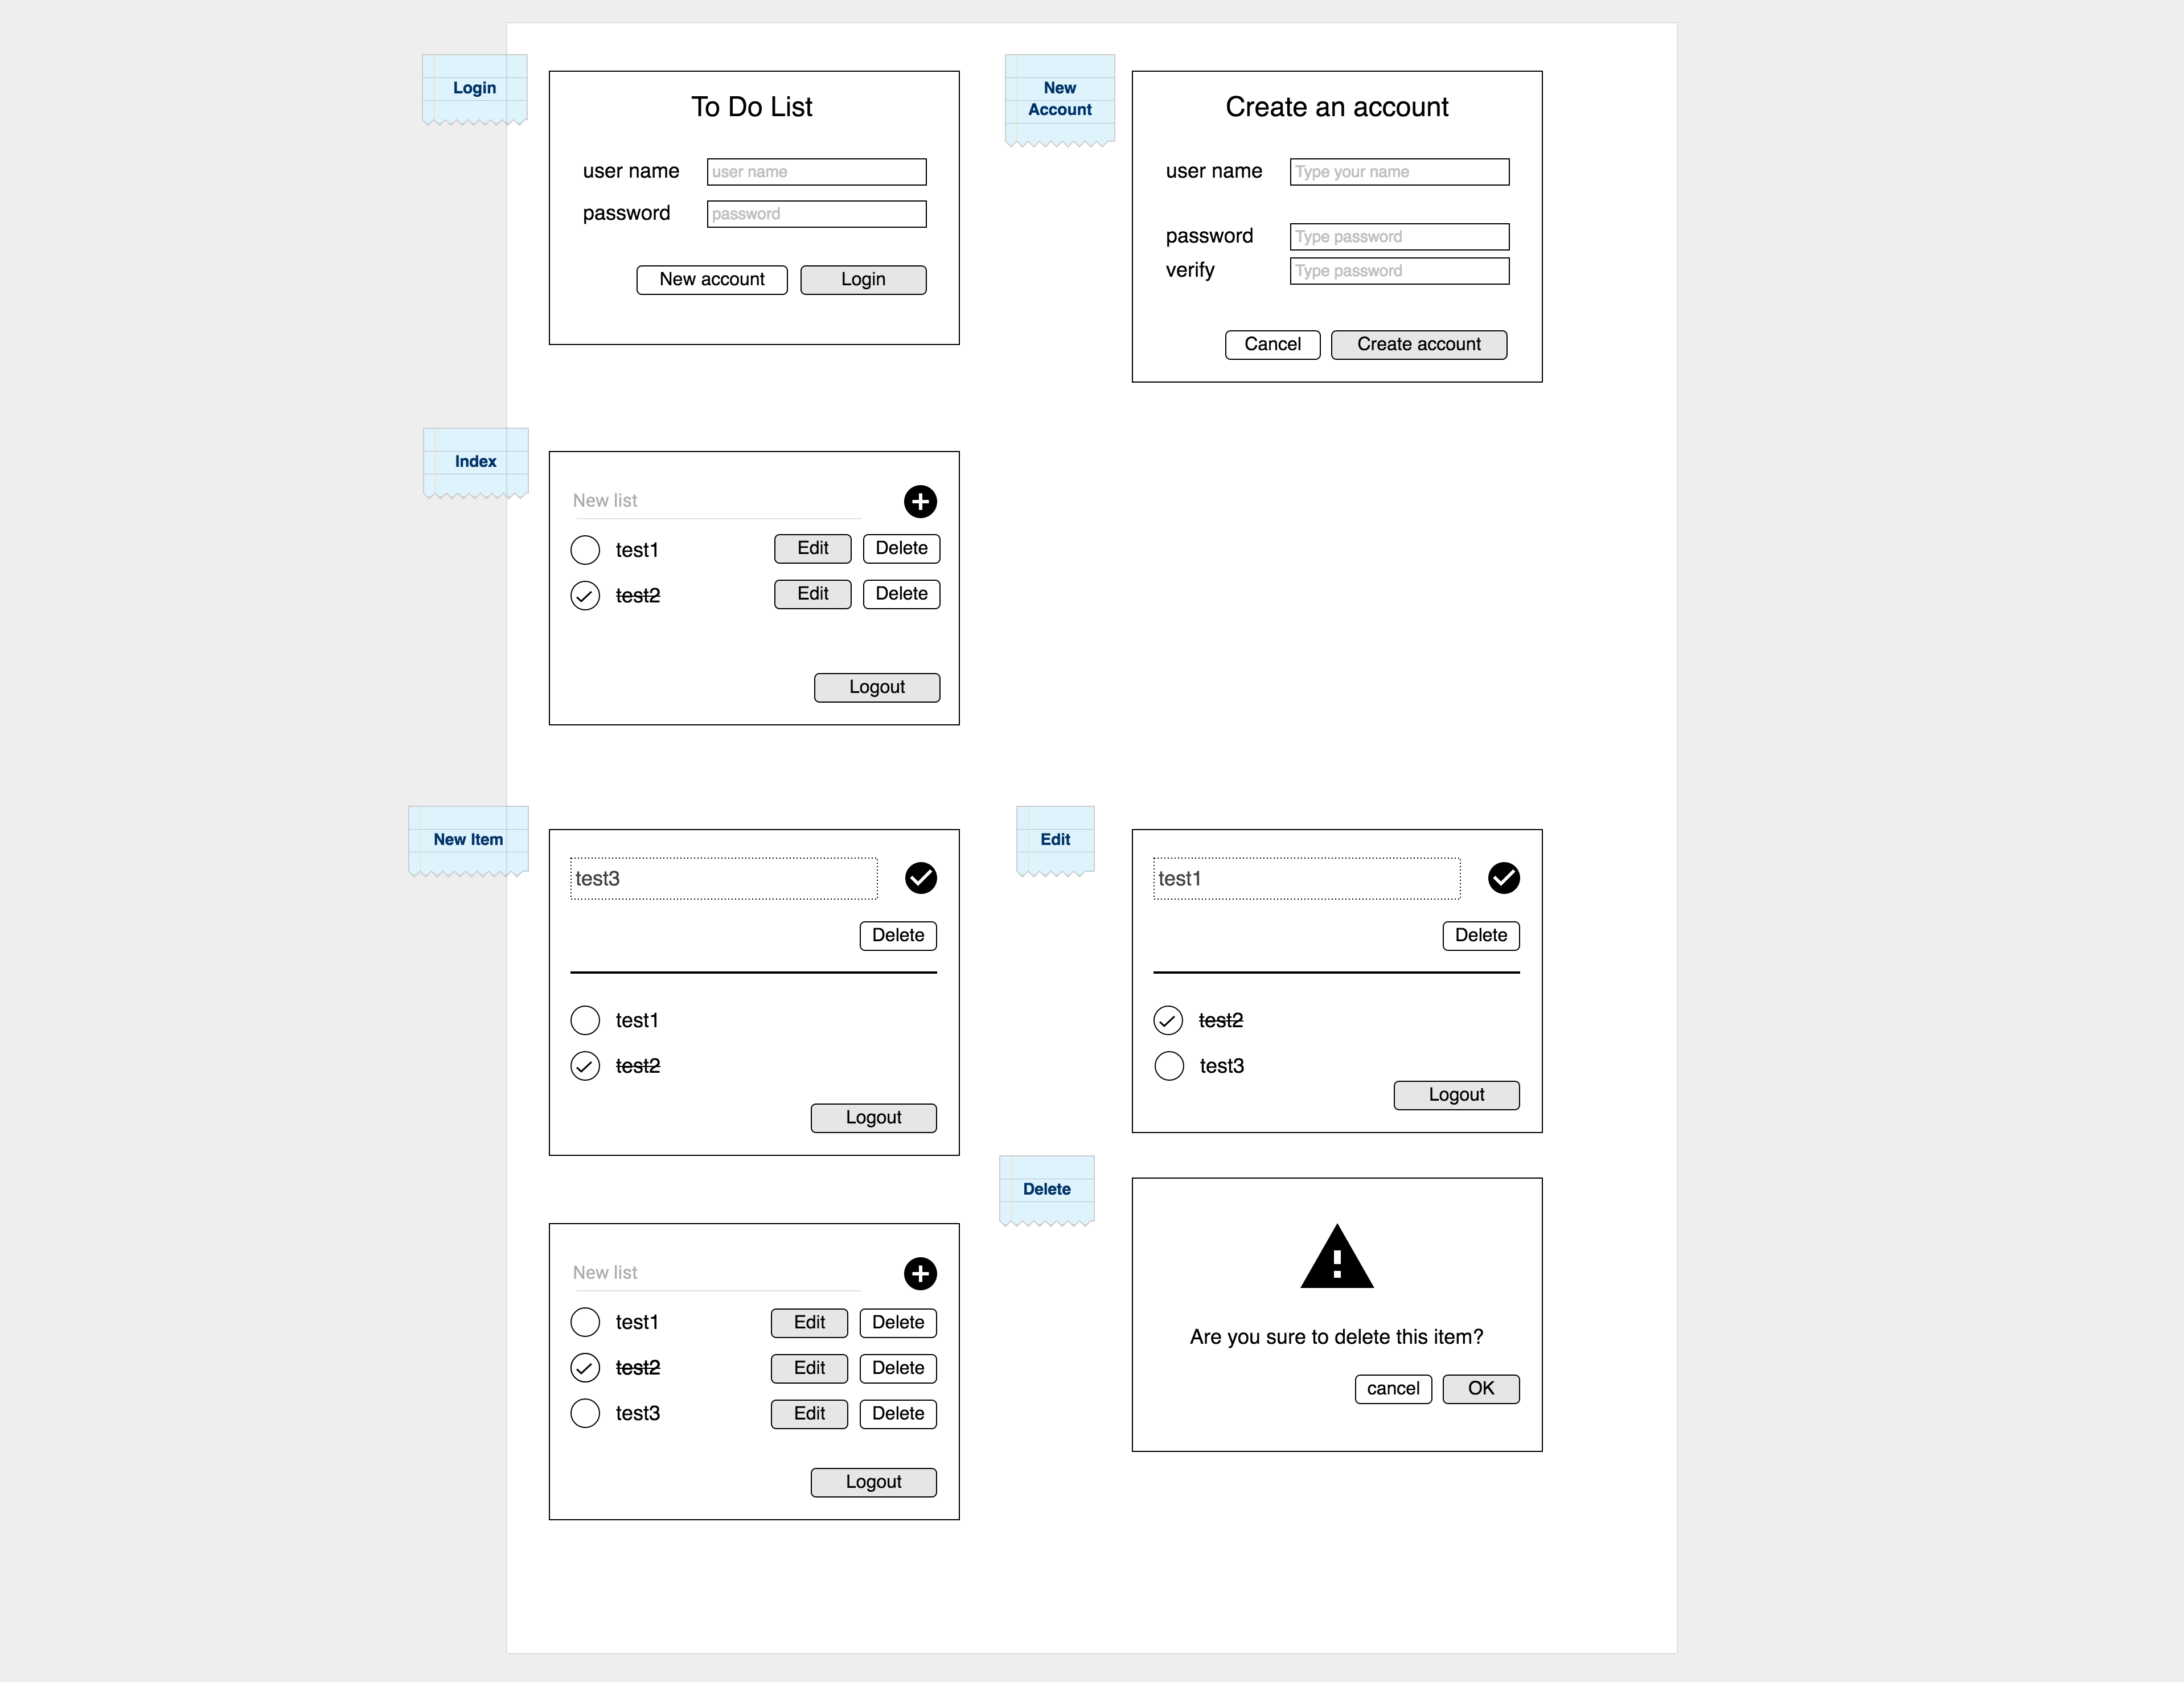 Login
To Do List
user name
user name
password
password
New account
Login
New
Account
Create an account
user name
Type your name
password
Type password
verify
Type password
Cancel
Create account
Index
New list
test1
Edit
Delete
test2
Edit
Delete
Logout
New Item
test3
Delete
test1
test2
Logout
Edit
test1
Delete
test2
test3
Logout
New list
test1
Edit
Delete
test2
Edit
Delete
test3
Edit
Delete
Logout
Delete
Are you sure to delete this item?
cancel
OK